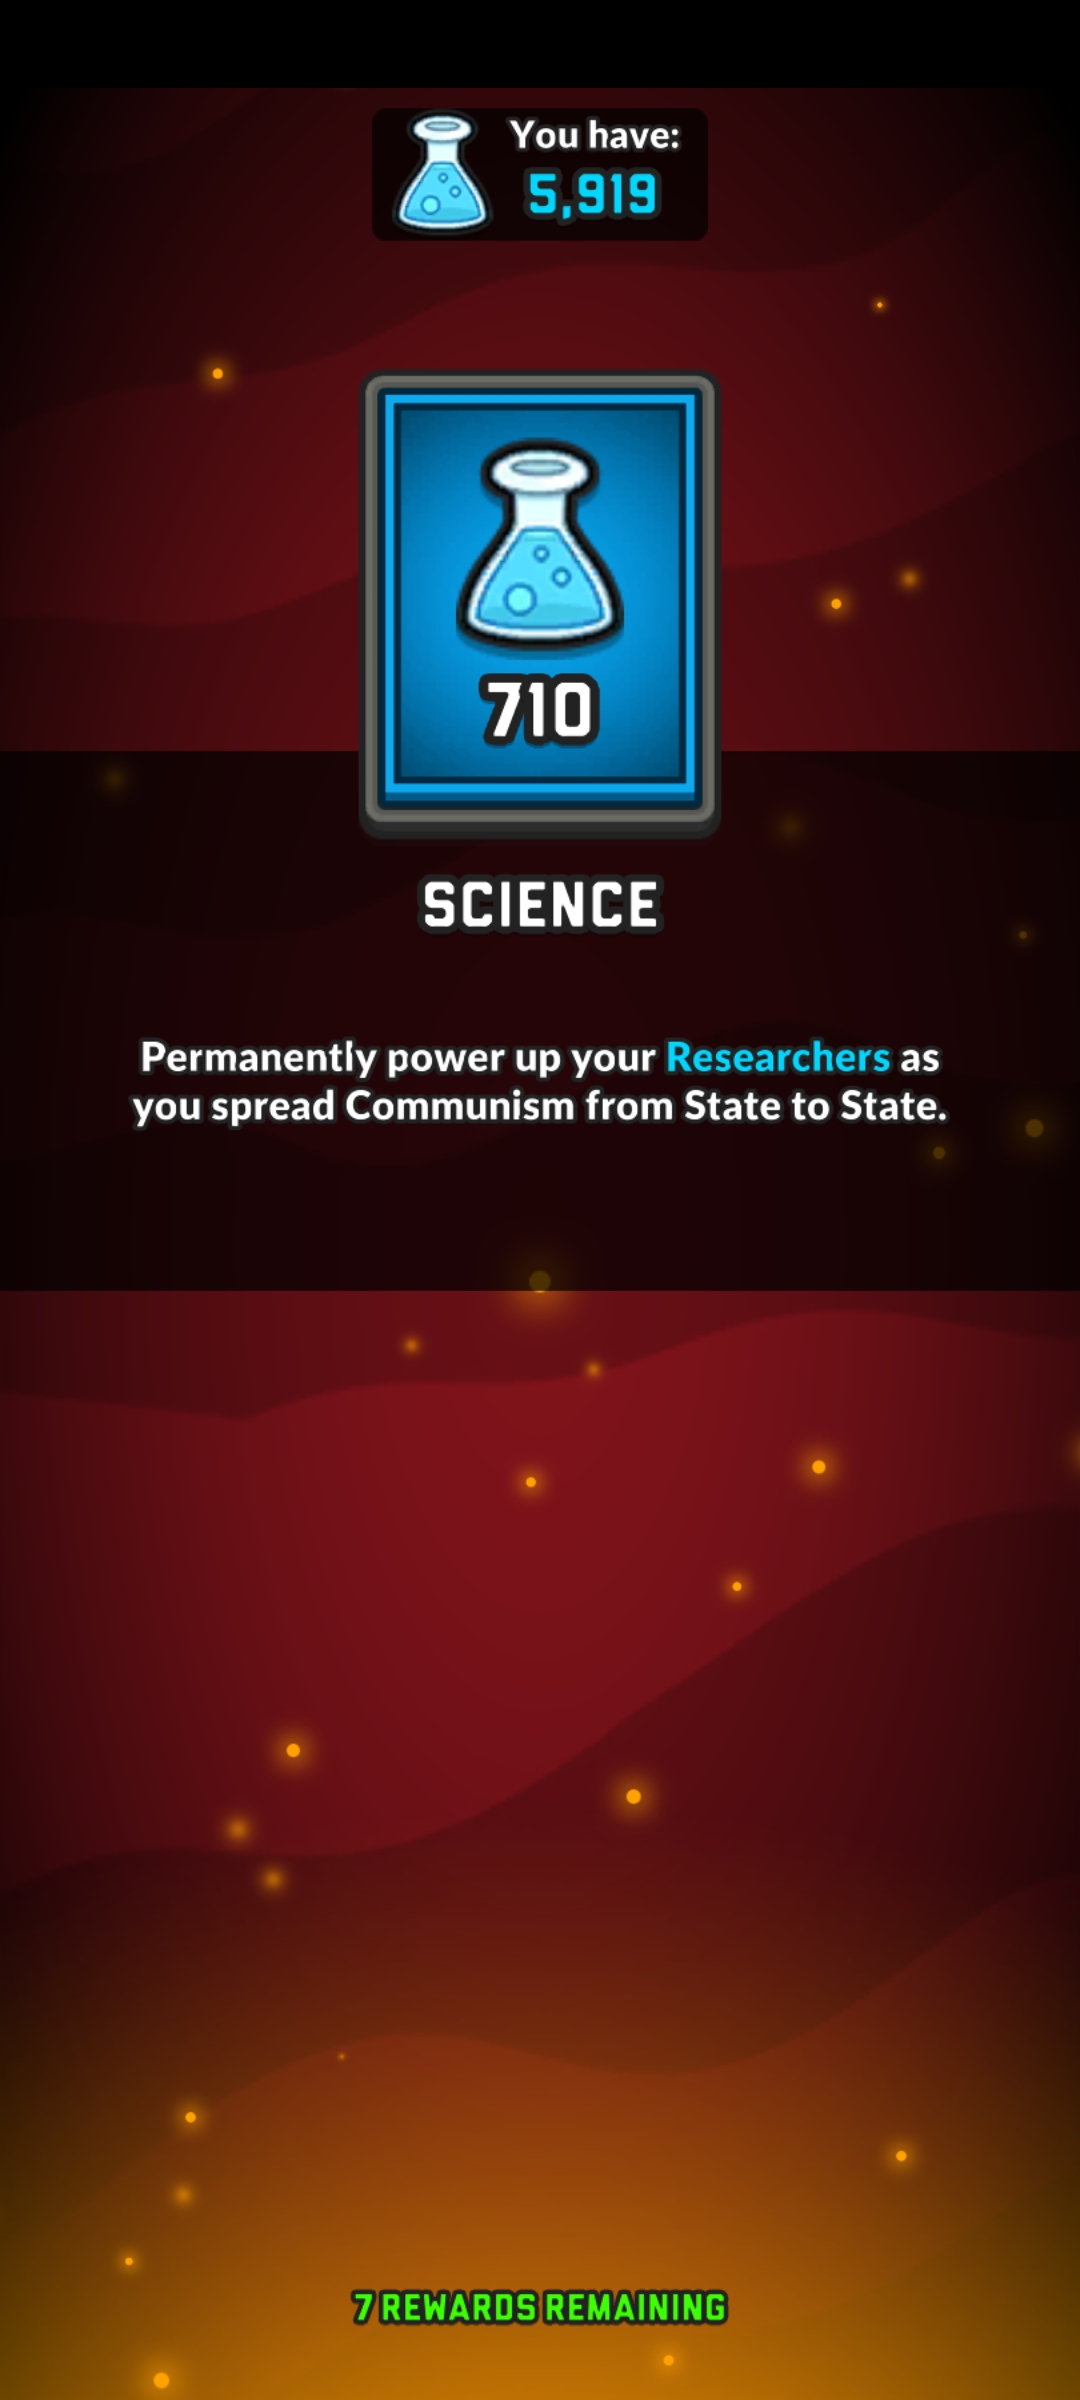 You have:
5,919
710
SCIENCE
Permanently power up your Researchers as
you spread Communism from State to State.
7 REWARDS REMAINING